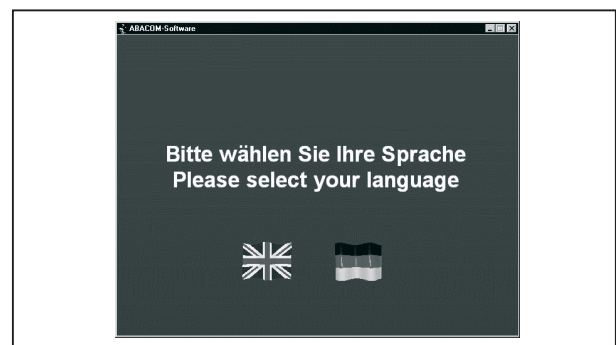 ABACOM-Software
Bitte wählen Sie Ihre Sprache
Please select your language